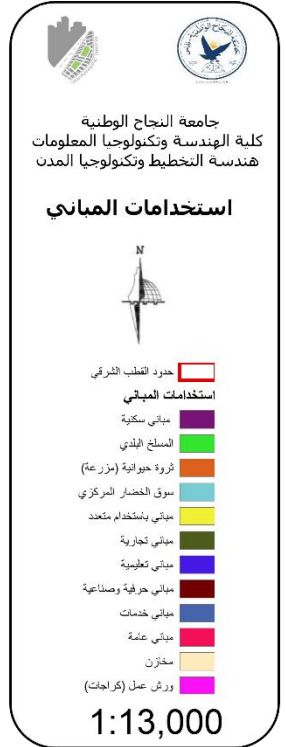 جامعة النجاح الوطنية
كلية الهندسة وتكنولوجيا المعلومات
هندسة التخطيط وتكنولوجيا المدن
استخدامات المباني
N
حدود القطب الشرقي
استخدامات المباني
مباني سكنية
المسلخ البلدي
ثروة حيوانية (مزرعة)
سوق الخضار المركزي
مباني باستخدام متعدد
مباني تجارية
مباني تعليمية
مباني حرفية وصناعية
مباني خدمات
مباني عامة
مخازن
ورش عمل (كراجات)
1:13,000